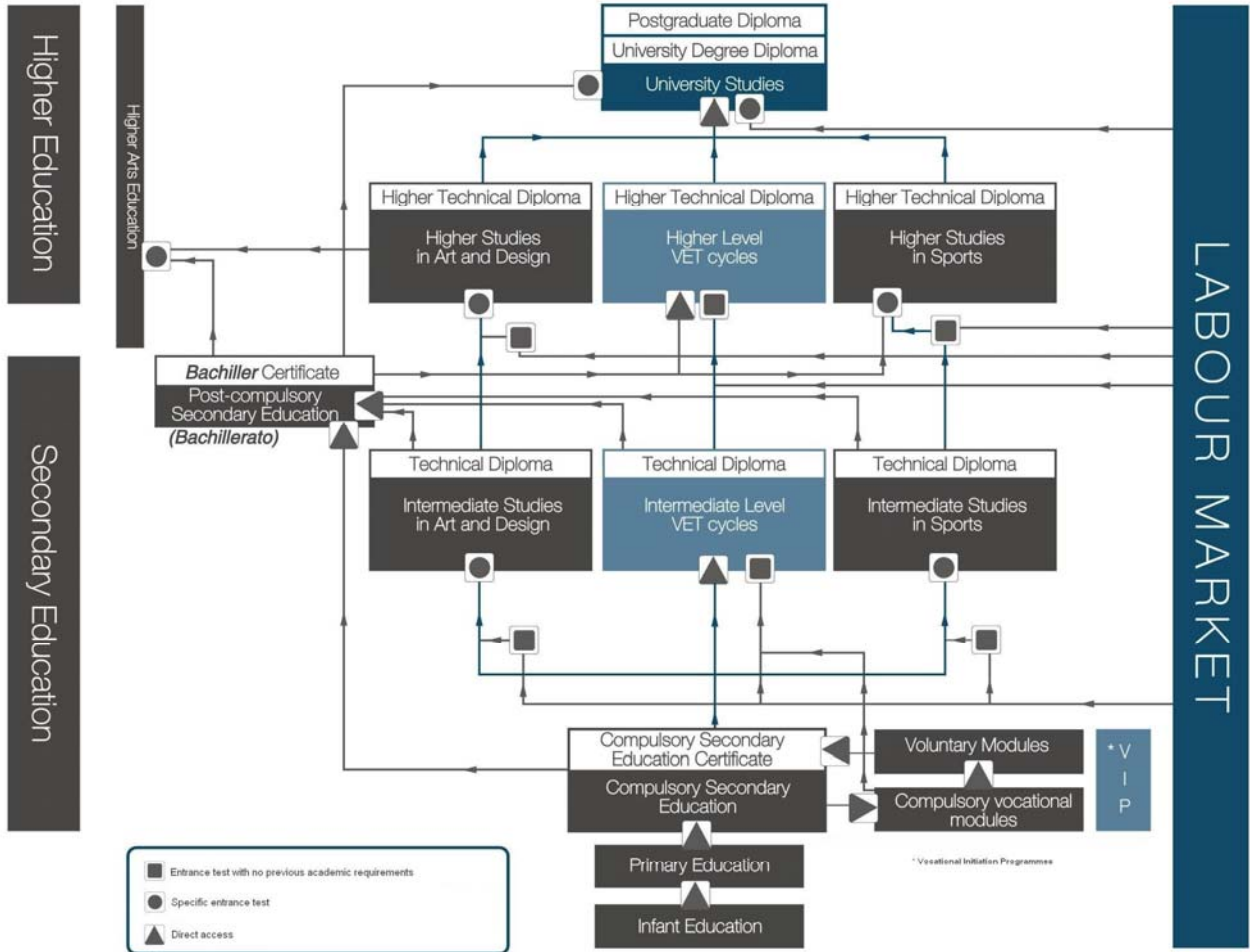 Higher Education
Higher Arts Education
Postgraduate Diploma
University Degree Diploma
University Studies
Higher Technical Diploma
Higher Studies
in Art and Design
Higher Technical Diploma
Higher Level
VET cycles
Higher Technical Diploma
Higher Studies
in Sports
Bachiller Certificate
Post-compulsory
Secondary Education
(Bachillerato)
Secondary Education
Technical Diploma
Intermediate Studies
in Art and Design
Technical Diploma
Intermediate Level
VET cycles
Technical Diploma
Intermediate Studies
in Sports
Compulsory Secondary
Education Certificate
Compulsory Secondary
Education
Voluntary Modules
Compulsory vocational
modules
* V
I
P
Primary Education
Infant Education
* Vocational Initiation Programmes
Entrance test with no previous academic requirements
Specific entrance test
Direct access
LABOUR MARKET